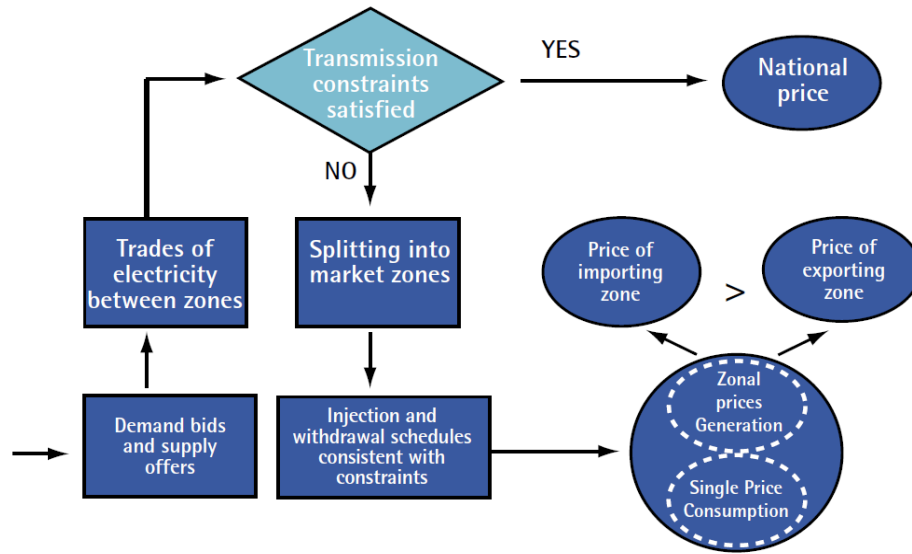 Transmission
constraints
satisfied
YES
National
price
NO
Trades of
electricity
between zones
Splitting into
market zones
Price of
importing
zone
>
Price of
exporting
zone
Demand bids
and supply
offers
Injection and
withdrawal schedules
consistent with
constraints
Zonal
prices
Generation
Single Price
Consumption